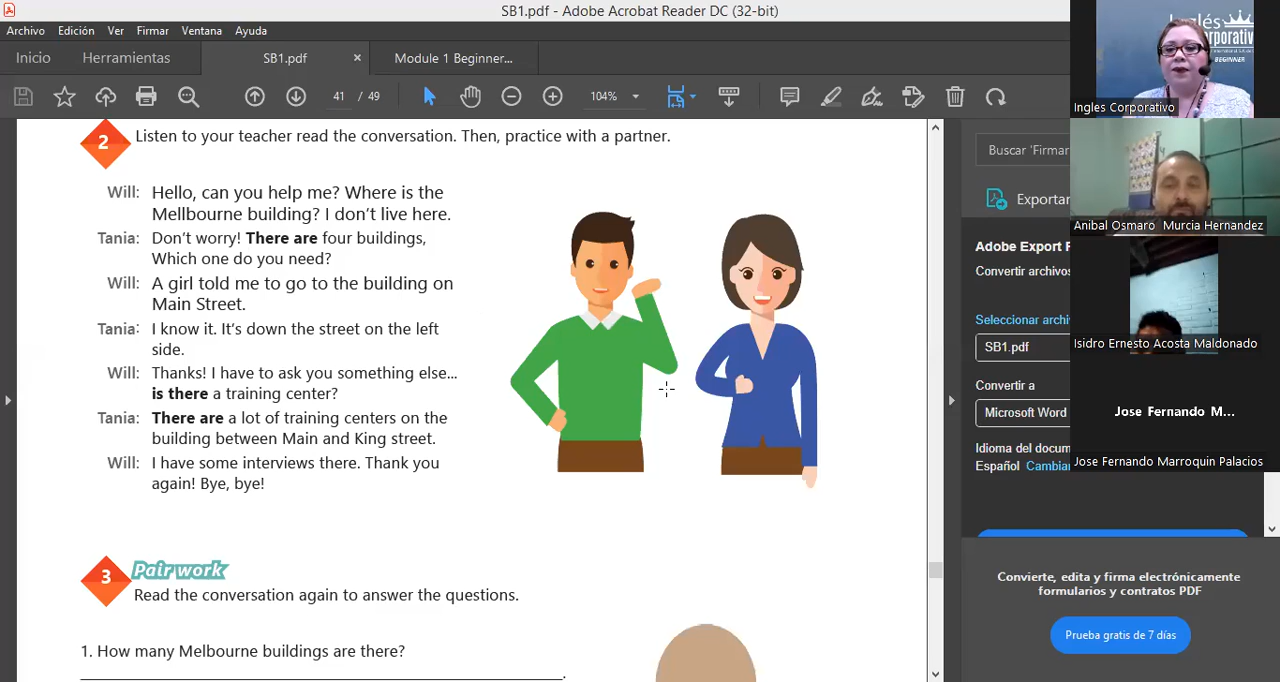 SB1.pdf - Adobe Acrobat Reader DC (32-bit)
Archivo Edición Ver Firmar Ventana Ayuda
Inicio Herramientas SB1.pdf × Module 1 Beginner...
41 / 49 104%
2 Listen to your teacher read the conversation. Then, practice with a partner.
Will: Hello, can you help me? Where is the
Mellbourne building? I don't live here.
Tania: Don't worry! There are four buildings,
Which one do you need?
Will: A girl told me to go to the building on
Main Street.
Tania: I know it. It's down the street on the left
side.
Will: Thanks! I have to ask you something else...
is there a training center?
Tania: There are a lot of training centers on the
building between Main and King street.
Will: I have some interviews there. Thank you
again! Bye, bye!
3 Pair work
Read the conversation again to answer the questions.
1. How many Melbourne buildings are there?
Buscar 'Firmar
Exportar
Adobe Export P
Convertir archivos
Seleccionar archi
SB1.pdf
Convertir a
Microsoft Word
Idioma del docum
Español Cambiar
Convierte, edita y firma electrónicamente
formularios y contratos PDF
Prueba gratis de 7 días
Inglés
Corporativo
BEGINNER
Ingles Corporativo
Anibal Osmaro Murcia Hernandez
Isidro Ernesto Acosta Maldonado
Jose Fernando M...
Jose Fernando Marroquin Palacios